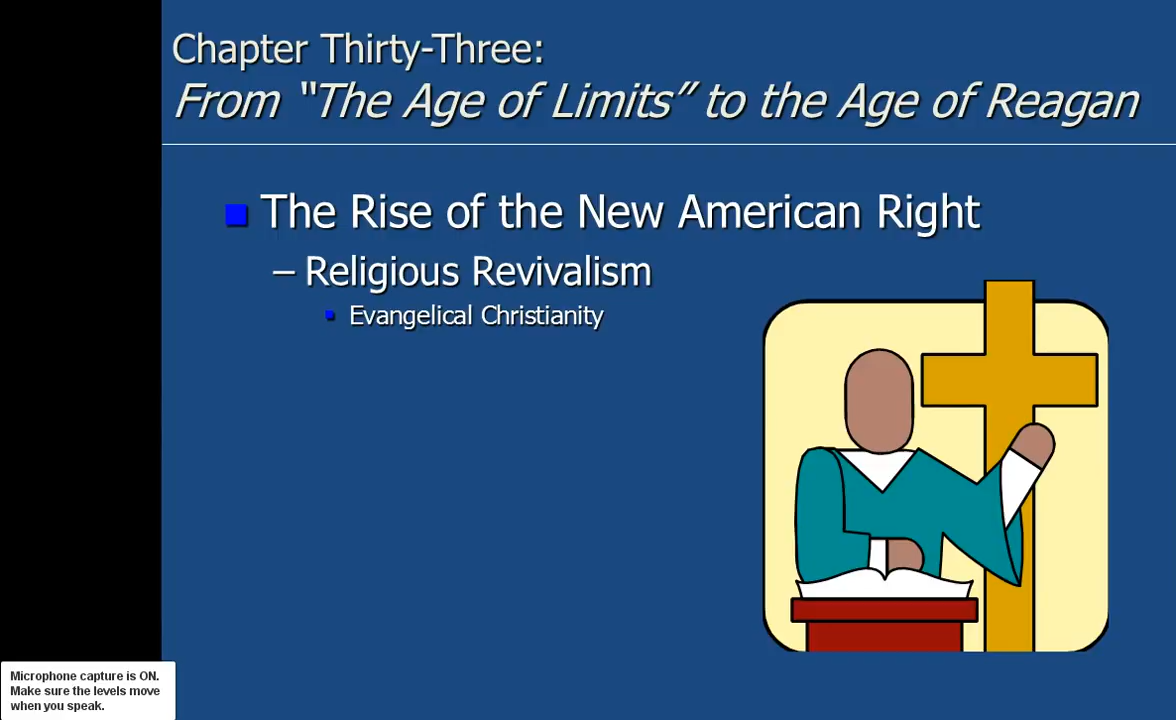 Chapter Thirty-Three:
From “The Age of Limits” to the Age of Reagan
The Rise of the New American Right
– Religious Revivalism
Evangelical Christianity
Microphone capture is ON.
Make sure the levels move
when you speak.